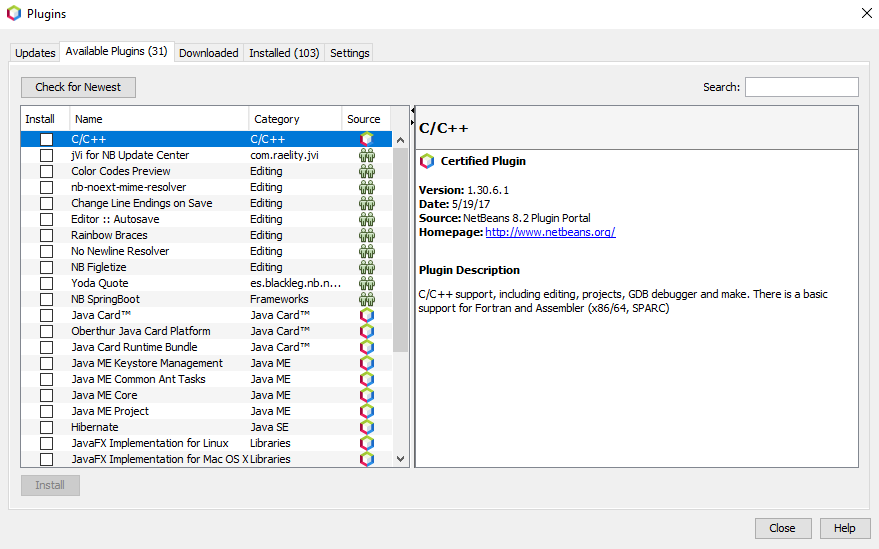 Plugins
Updates Available Plugins (31) Downloaded Installed (103) Settings
Check for Newest Search:
Install Name Category Source
C/C++ C/C++
jVi for NB Update Center com.raelity.jvi
Color Codes Preview Editing
nb-noext-mime-resolver Editing
Change Line Endings on Save Editing
Editor :: Autosave Editing
Rainbow Braces Editing
No Newline Resolver Editing
NB Figletize Editing
Yoda Quote es.blackleg.nb.n...
NB SpringBoot Frameworks
Java Card™ Java Card™
Oberthur Java Card Platform Java Card™
Java Card Runtime Bundle Java Card™
Java ME Keystore Management Java ME
Java ME Common Ant Tasks Java ME
Java ME Core Java ME
Java ME Project Java ME
Hibernate Java SE
JavaFX Implementation for Linux Libraries
JavaFX Implementation for Mac OS X Libraries
C/C++
Certified Plugin
Version: 1.30.6.1
Date: 5/19/17
Source: NetBeans 8.2 Plugin Portal
Homepage: http://www.netbeans.org/
Plugin Description
C/C++ support, including editing, projects, GDB debugger and make. There is a basic
support for Fortran and Assembler (x86/64, SPARC)
Install
Close Help